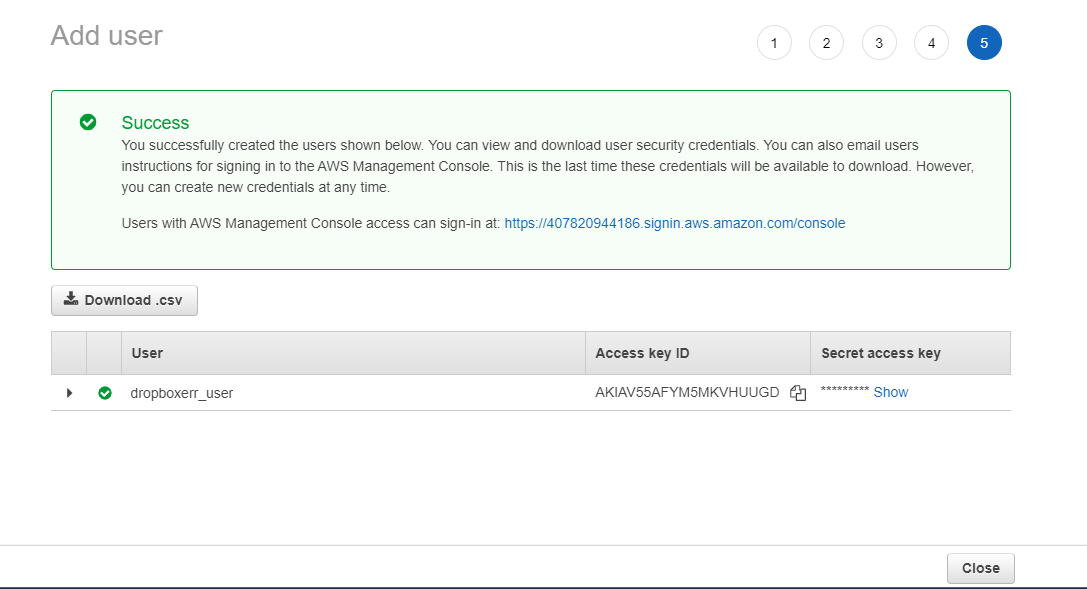 Add user
1 2 3 4 5
Success
You successfully created the users shown below. You can view and download user security credentials. You can also email users
instructions for signing in to the AWS Management Console. This is the last time these credentials will be available to download. However,
you can create new credentials at any time.
Users with AWS Management Console access can sign-in at: https://407820944186.signin.aws.amazon.com/console
Download .csv
User Access key ID Secret access key
dropboxerr_user AKIAV55AFYM5MKVHUUGD ********* Show
Close